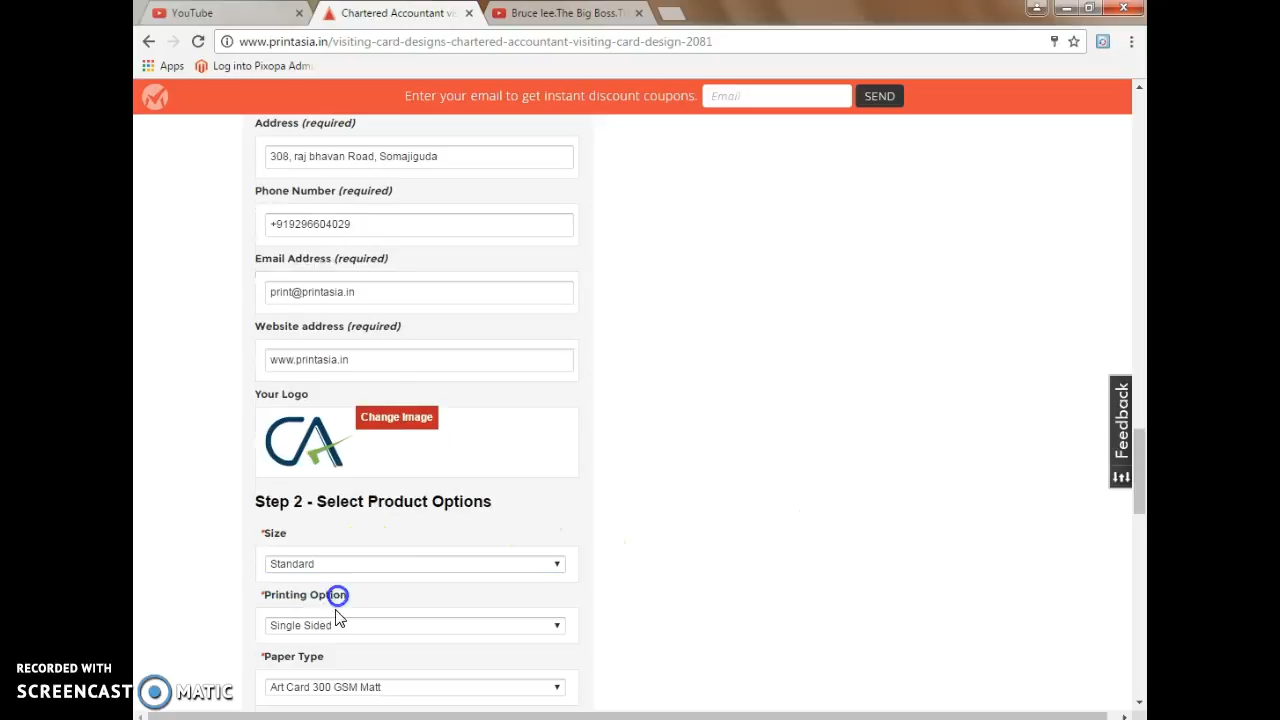 YouTube
Chartered Accountant v
Bruce lee.The Big Boss.T
www.printasia.in/visiting-card-designs-chartered-accountant-visiting-card-design-2081
Apps
Log into Pixopa Adm
Enter your email to get instant discount coupons.
Email
SEND
Address (required)
308, raj bhavan Road, Somajiguda
Phone Number (required)
+919296604029
Email Address (required)
print@printasia.in
Website address (required)
www.printasia.in
Your Logo
CA
Change Image
Feedback
Step 2 - Select Product Options
*Size
Standard
*Printing Option
Single Sided
*Paper Type
Art Card 300 GSM Matt
RECORDED WITH
SCREENCAST MATIC